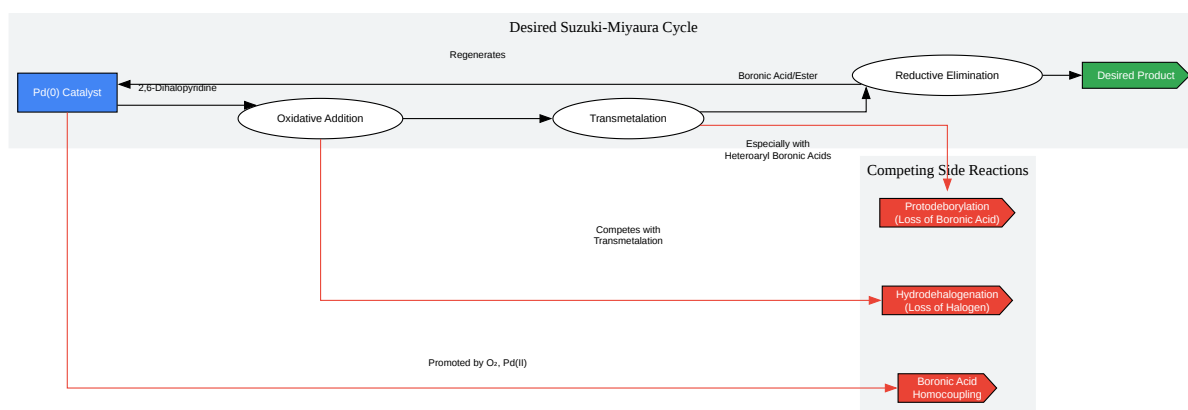 Desired Suzuki-Miyaura Cycle
Regenerates
Pd(0) Catalyst
2,6-Dihalopyridine
Oxidative Addition
Transmetalation
Boronic Acid/Ester
Reductive Elimination
Desired Product
Especially with
Heteroaryl Boronic Acids
Competing Side Reactions
Protodeborylation
(Loss of Boronic Acid)
Competes with
Transmetalation
Hydrodehalogenation
(Loss of Halogen)
Promoted by O₂, Pd(II)
Boronic Acid
Homocoupling